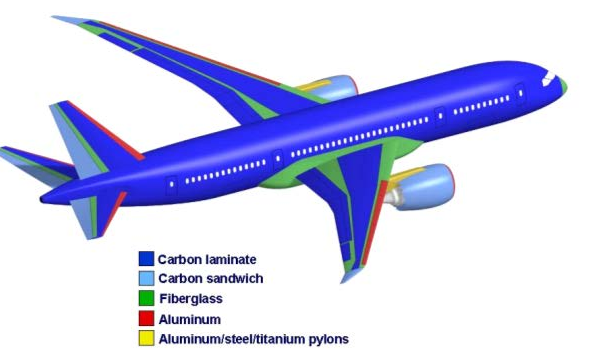 Carbon laminate
Carbon sandwich
Fiberglass
Aluminum
Aluminum/steel/titanium pylons